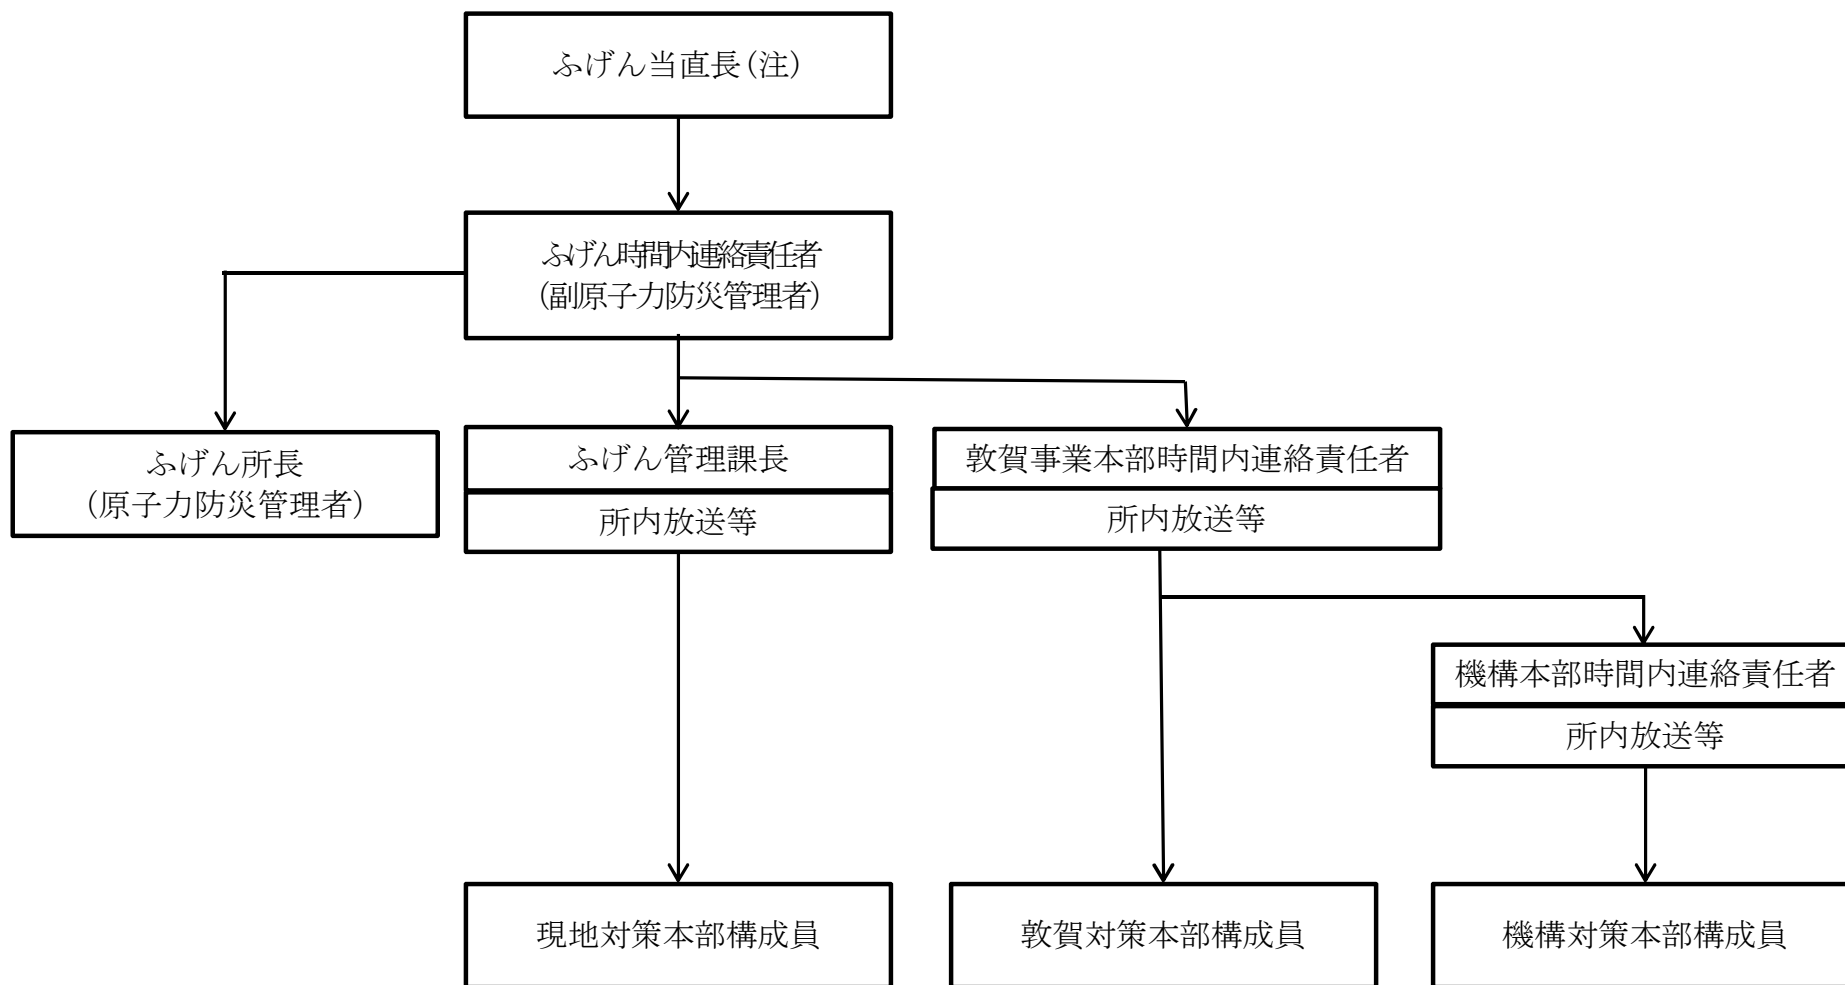 ふげん当直長(注)
ふげん時間内連絡責任者
(副原子力防災管理者)
ふげん所長
(原子力防災管理者)
ふげん管理課長
所内放送等
敦賀事業本部時間内連絡責任者
所内放送等
機構本部時間内連絡責任者
所内放送等
現地対策本部構成員
敦賀対策本部構成員
機構対策本部構成員